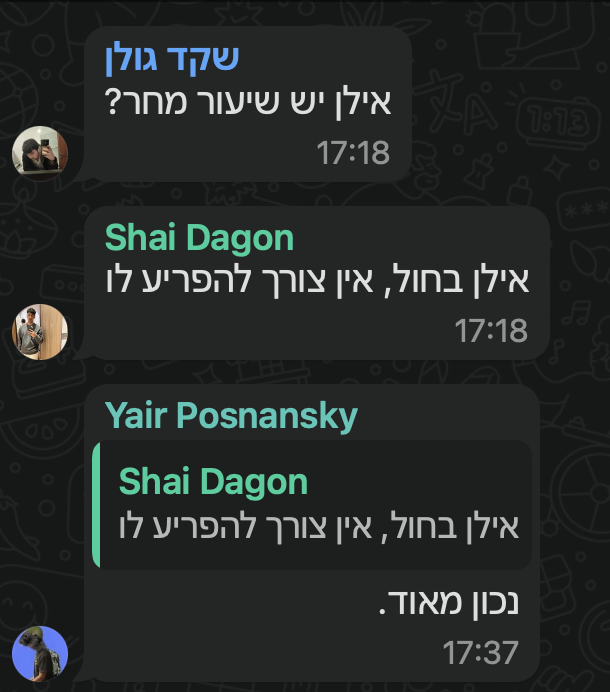 שקד גולן
אילן יש שיעור מחר?
17:18
Shai Dagon
אילן בחול, אין צורך להפריע לו
17:18
Yair Posnansky
Shai Dagon
אילן בחול, אין צורך להפריע לו
נכון מאוד.
17:37